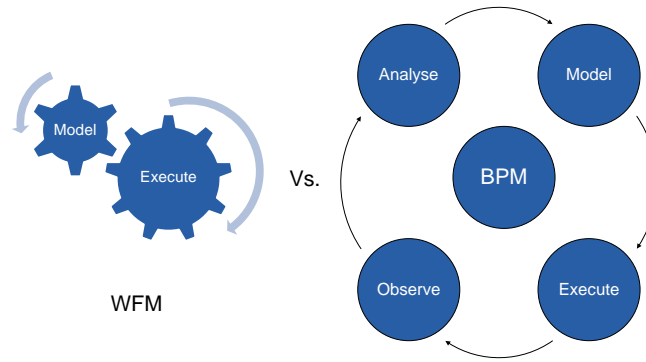 Model
Execute
WFM
Vs.
Analyse
Model
BPM
Observe
Execute